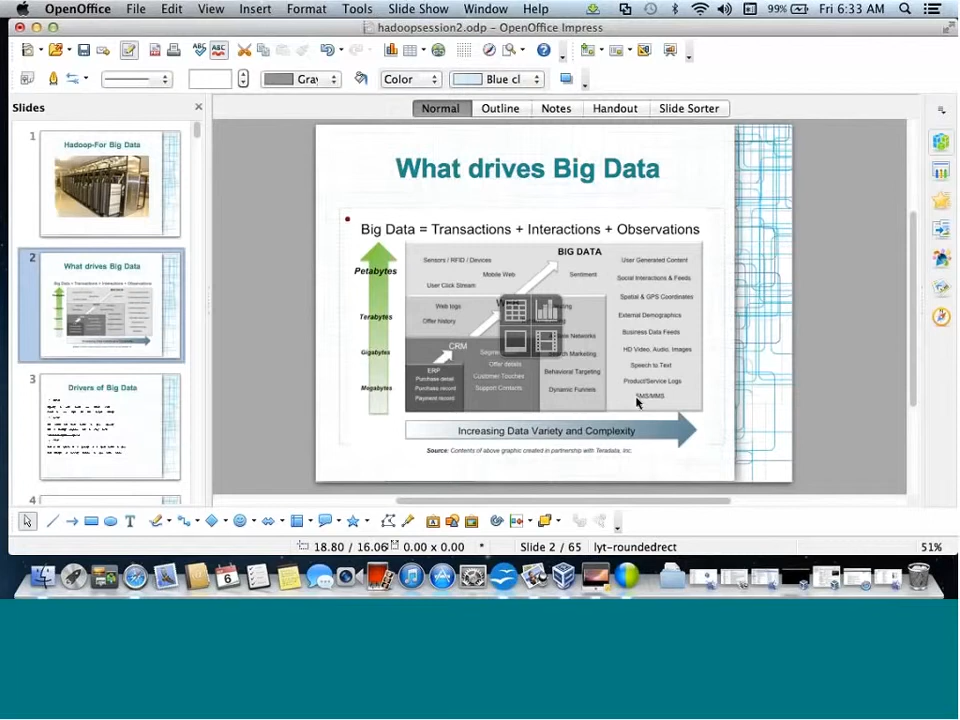 OpenOffice File Edit View Insert Format Tools Slide Show Window Help 99% Fri 6:33 AM
hadoopsession2.odp - OpenOffice Impress
Gray Color Blue cl
Slides
Normal Outline Notes Handout Slide Sorter
1
Hadoop-For Big Data
2
What drives Big Data
Big Data = Transactions + Interactions + Observations
3
Drivers of Big Data
4
What drives Big Data
Big Data = Transactions + Interactions + Observations
BIG DATA
Petabytes
Terabytes
Gigabytes
Megabytes
Sensors / RFID / Devices
Mobile Web
Sentiment
User Click Stream
User Generated Content
Social Interactions & Feeds
Spatial & GPS Coordinates
External Demographics
Business Data Feeds
HD Video, Audio, Images
Speech to Text
Product/Service Logs
SMS/MMS
Web logs
Offer history
Behavioral Targeting
Dynamic Funnels
CRM
Offer details
Customer Touches
Support Contacts
ERP
Purchase detail
Purchase record
Payment record
Increasing Data Variety and Complexity
Source: Contents of above graphic created in partnership with Teradata, Inc.
18.80 / 16.06 0.00 x 0.00 * Slide 2 / 65 lyt-roundedrect 51%